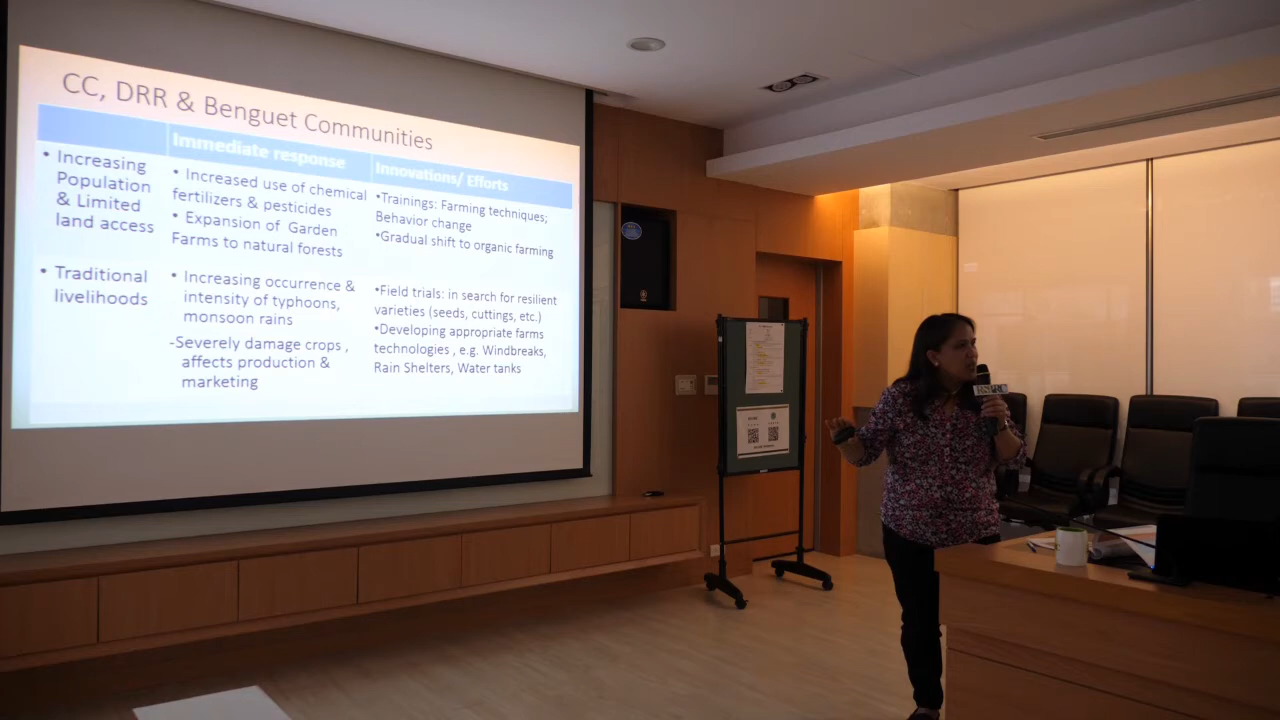 CC, DRR & Benguet Communities
Immediate response
Innovations/ Efforts
• Increasing
Population
& Limited
land access
• Increased use of chemical
fertilizers & pesticides
• Expansion of Garden
Farms to natural forests
•Trainings: Farming techniques;
Behavior change
•Gradual shift to organic farming
• Traditional
livelihoods
• Increasing occurrence &
intensity of typhoons,
monsoon rains
-Severely damage crops ,
affects production &
marketing
•Field trials: in search for resilient
varieties (seeds, cuttings, etc.)
•Developing appropriate farms
technologies , e.g. Windbreaks,
Rain Shelters, Water tanks